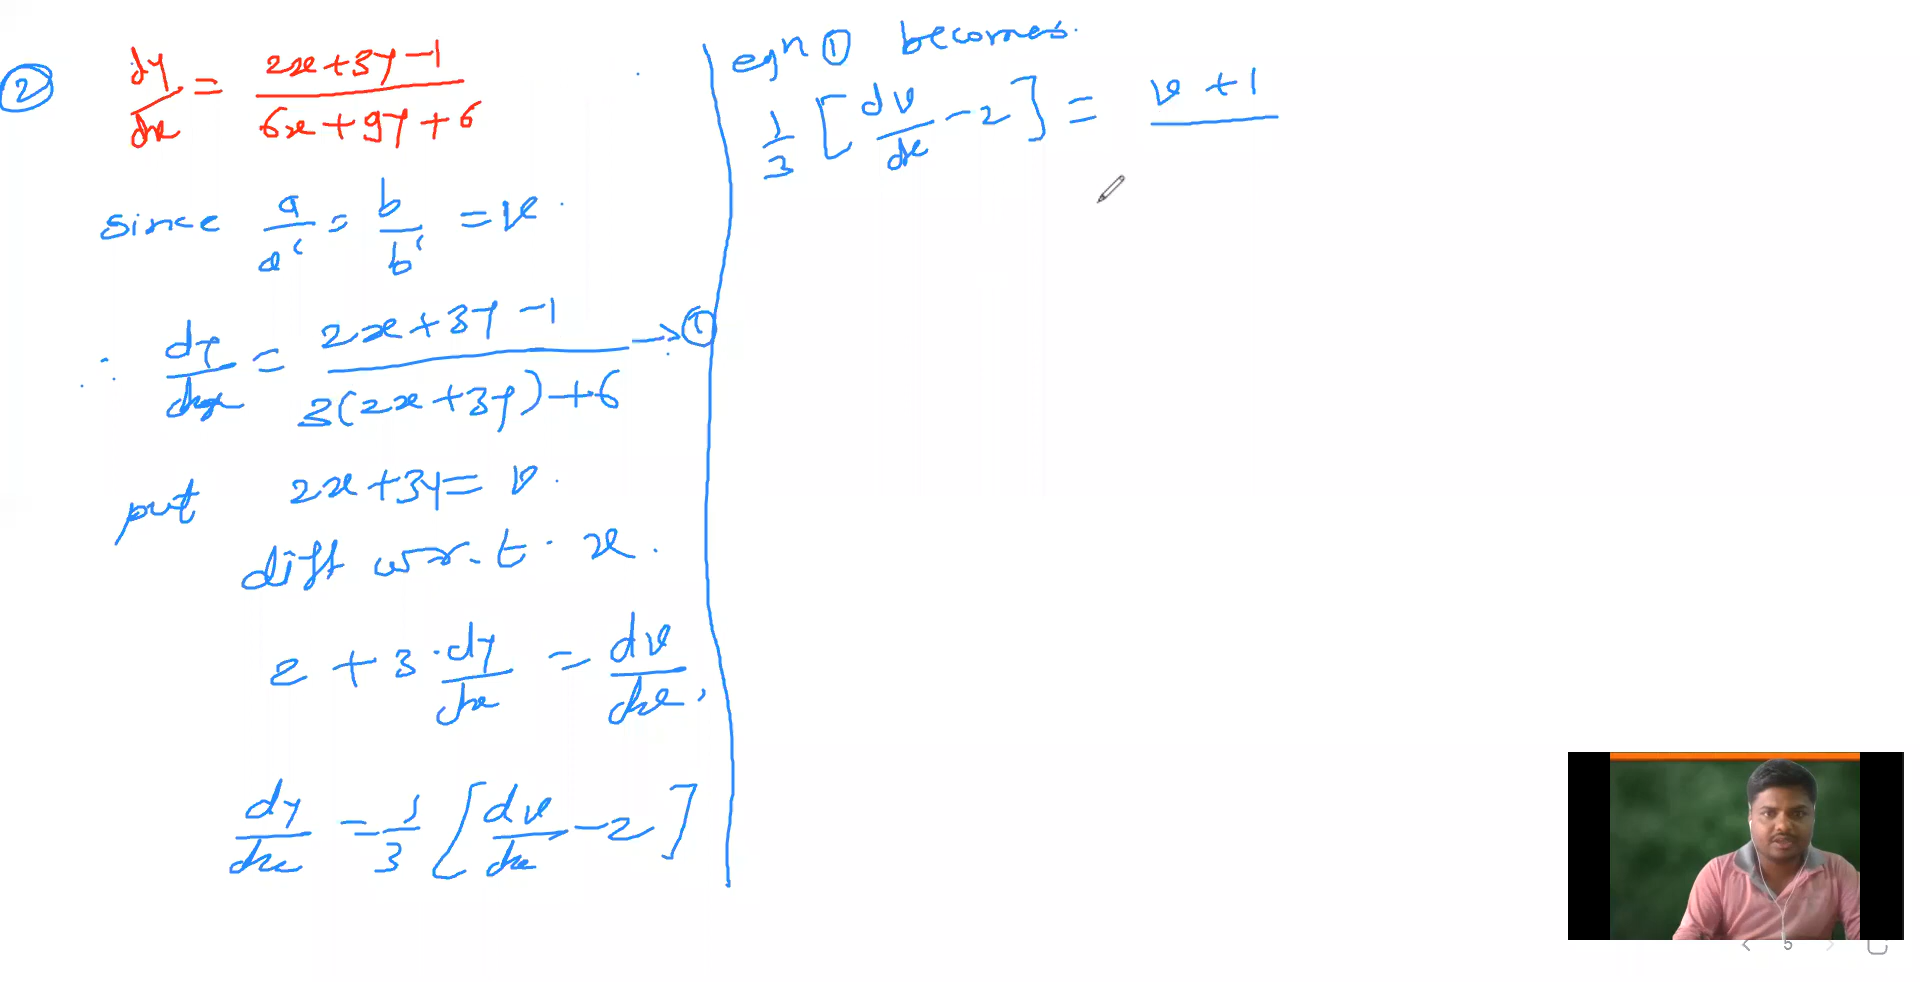 ② dy/dx = (2x+3y-1)/(6x+9y+6)
since a/a' = b/b' = k.
∴ dy/dx = (2x+3y-1)/(3(2x+3y)+6) → ①
put 2x+3y = v.
diff w.r.t. x.
2 + 3·dy/dx = dv/dx,
dy/dx = 1/3 [dv/dx - 2]
eqn ① becomes.
1/3 [dv/dx - 2] = v+1
5